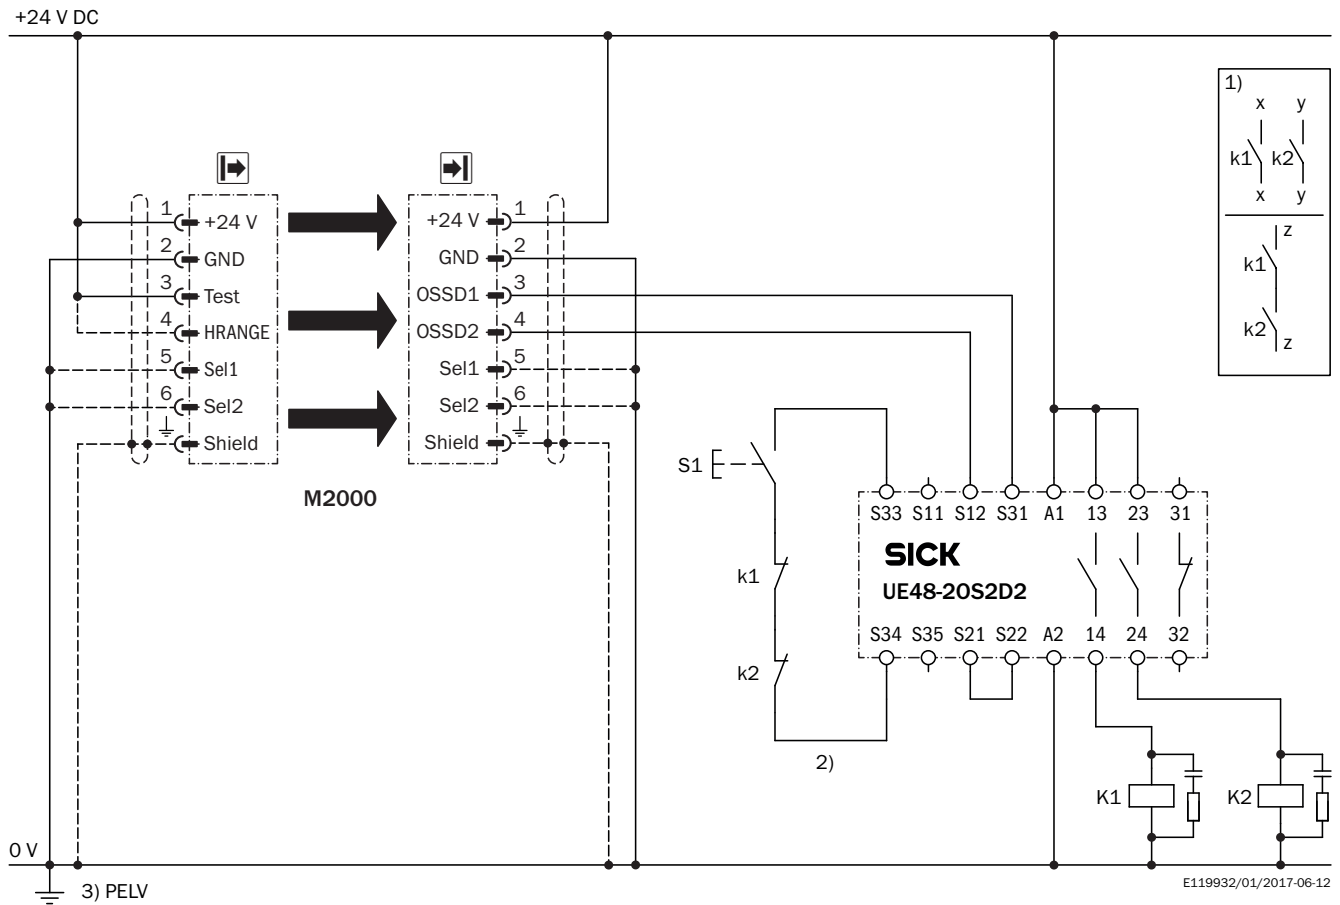 +24 V DC
1)
x y
k1 k2
x y
z
k1
k2
z
1 +24 V
2 GND
3 Test
4 HRANGE
5 Sel1
6 Sel2
Shield
+24 V 1
GND 2
OSSD1 3
OSSD2 4
Sel1 5
Sel2 6
Shield
M2000
S1
k1
k2
2)
S33 S11 S12 S31 A1 13 23 31
SICK
UE48-2OS2D2
S34 S35 S21 S22 A2 14 24 32
K1
K2
0 V
3) PELV
E119932/01/2017-06-12